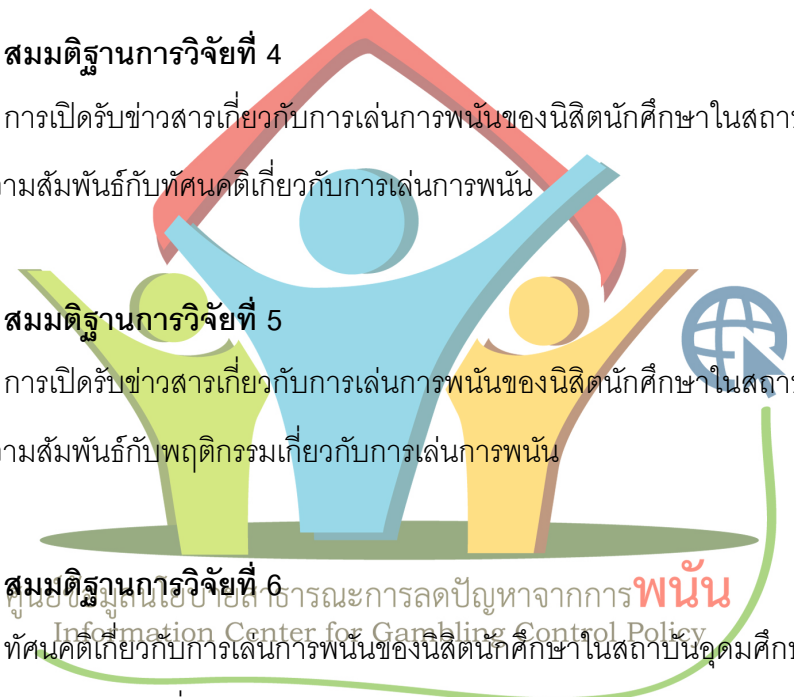 สมมติฐานการวิจัยที่ 4
การเปิดรับข่าวสารเกี่ยวกับการเล่นการพนันของนิสิตนักศึกษาในสถา
ามสัมพันธ์กับทัศนคติเกี่ยวกับการเล่นการพนัน
สมมติฐานการวิจัยที่ 5
การเปิดรับข่าวสารเกี่ยวกับการเล่นการพนันของนิสิตนักศึกษาในสถา
ามสัมพันธ์กับพฤติกรรมเกี่ยวกับการเล่นการพนัน
สมมติฐานการวิจัยที่ 6
ศูนย์ข้อมูลนโยบายสาธารณะการลดปัญหาจากการพนัน
Information Center for Gambling Control Policy
ทัศนคติเกี่ยวกับการเล่นการพนันของนิสิตนักศึกษาในสถาบันอุดมศึก